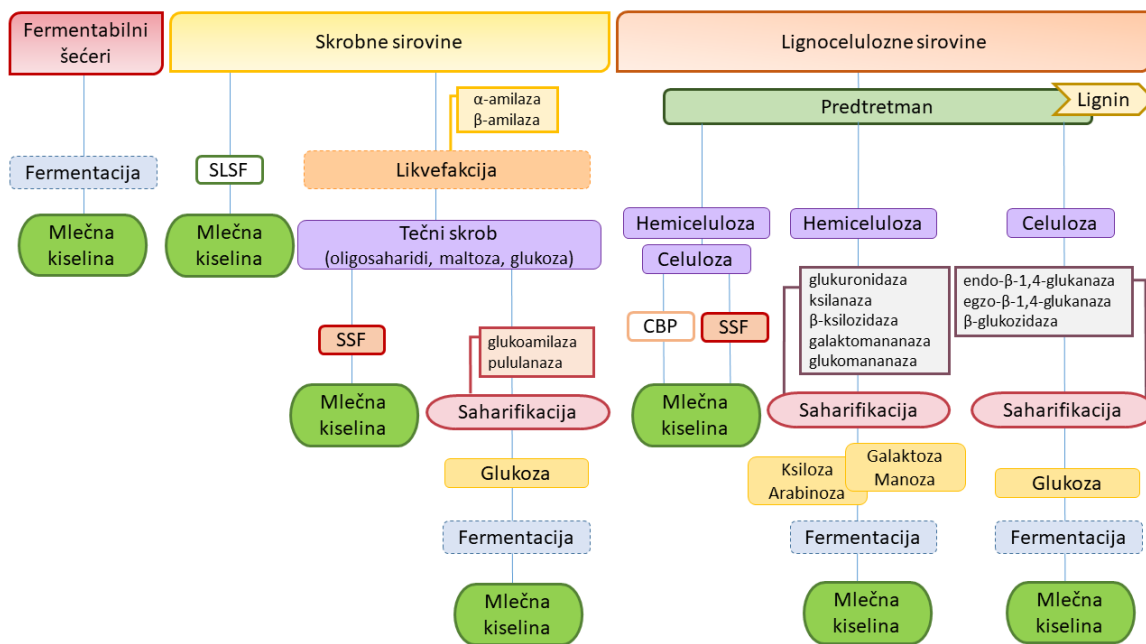 Fermentabilni
šećeri
Skrobne sirovine
Lignocelulozne sirovine
α-amilaza
β-amilaza
Predtretman
Lignin
Fermentacija
SLSF
Likvefakcija
Mlečna
kiselina
Mlečna
kiselina
Tečni skrob
(oligosaharidi, maltoza, glukoza)
Hemiceluloza
Celuloza
Hemiceluloza
Celuloza
SSF
glukoamilaza
pululanaza
CBP
SSF
glukuronidaza
ksilanaza
β-ksilozidaza
galaktomananaza
glukomananaza
endo-β-1,4-glukanaza
egzo-β-1,4-glukanaza
β-glukozidaza
Mlečna
kiselina
Saharifikacija
Mlečna
kiselina
Saharifikacija
Saharifikacija
Glukoza
Ksiloza
Arabinoza
Galaktoza
Manoza
Glukoza
Fermentacija
Fermentacija
Fermentacija
Mlečna
kiselina
Mlečna
kiselina
Mlečna
kiselina